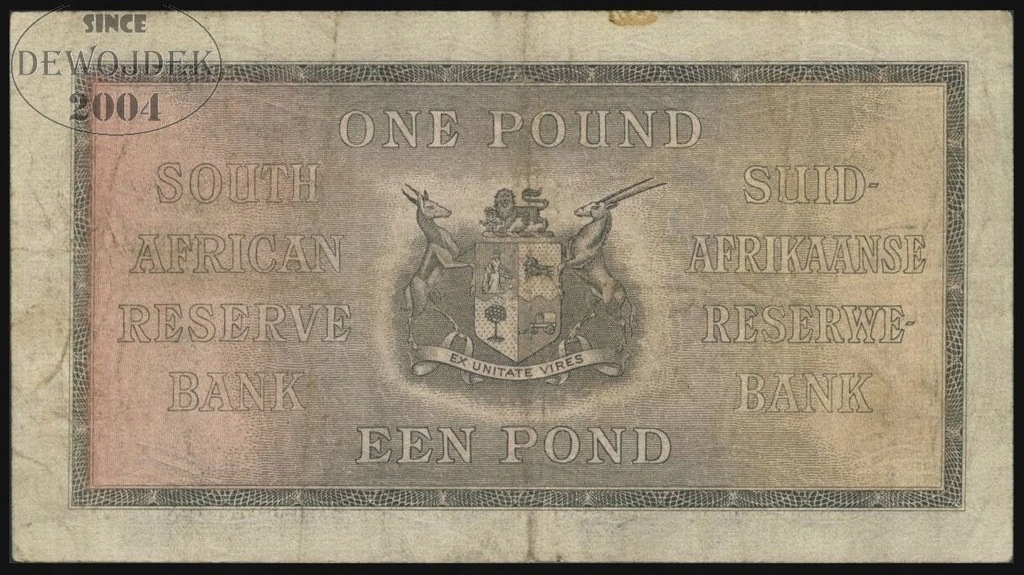 SINCE
DEWOJDEK
2004
ONE POUND
SOUTH
AFRICAN
RESERVE
BANK
SUID-
AFRIKAANSE
RESERWE-
BANK
EX UNITATE VIRES
EEN POND